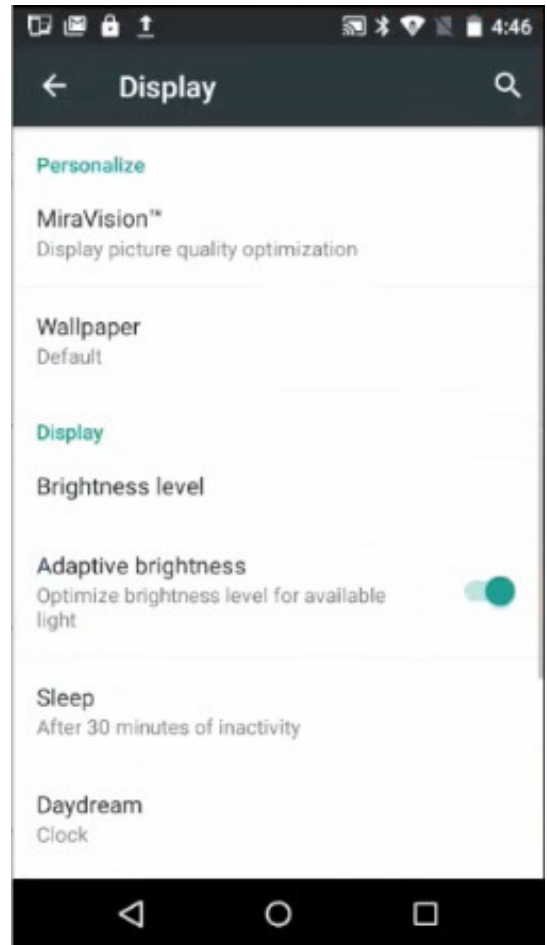 4:46
Display
Personalize
MiraVision™
Display picture quality optimization
Wallpaper
Default
Display
Brightness level
Adaptive brightness
Optimize brightness level for available
light
Sleep
After 30 minutes of inactivity
Daydream
Clock